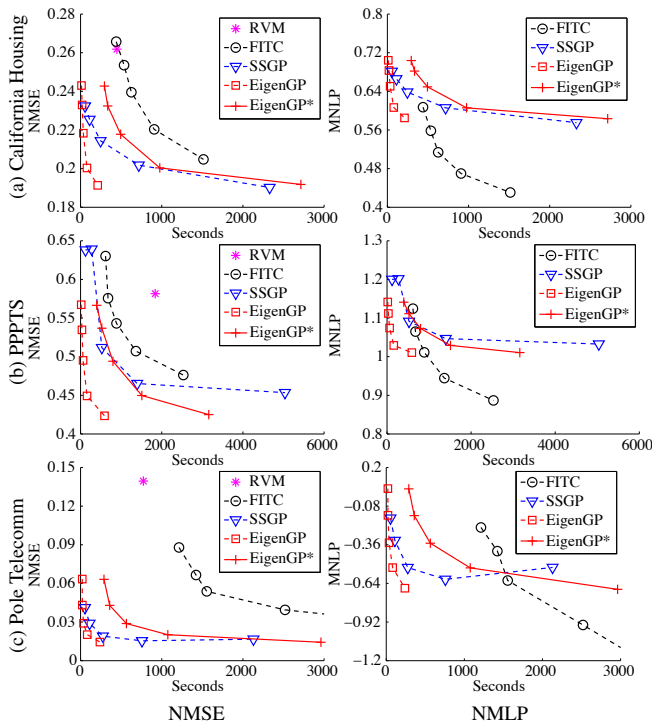 (a) California Housing
NMSE
0.28
0.26
0.24
0.22
0.2
0.18
0
1000
2000
3000
Seconds
RVM
FITC
SSGP
EigenGP
EigenGP*
MNLP
0.8
0.72
0.64
0.56
0.48
0.4
0
1000
2000
3000
Seconds
FITC
SSGP
EigenGP
EigenGP*
(b) PPPTS
NMSE
0.65
0.6
0.55
0.5
0.45
0.4
0
2000
4000
6000
Seconds
RVM
FITC
SSGP
EigenGP
EigenGP*
MNLP
1.3
1.2
1.1
1
0.9
0.8
0
2000
4000
6000
Seconds
FITC
SSGP
EigenGP
EigenGP*
(c) Pole Telecomm
NMSE
0.15
0.12
0.09
0.06
0.03
0
0
1000
2000
3000
Seconds
RVM
FITC
SSGP
EigenGP
EigenGP*
MNLP
0.2
−0.08
−0.36
−0.64
−0.92
−1.2
0
1000
2000
3000
Seconds
FITC
SSGP
EigenGP
EigenGP*
NMSE
NMLP